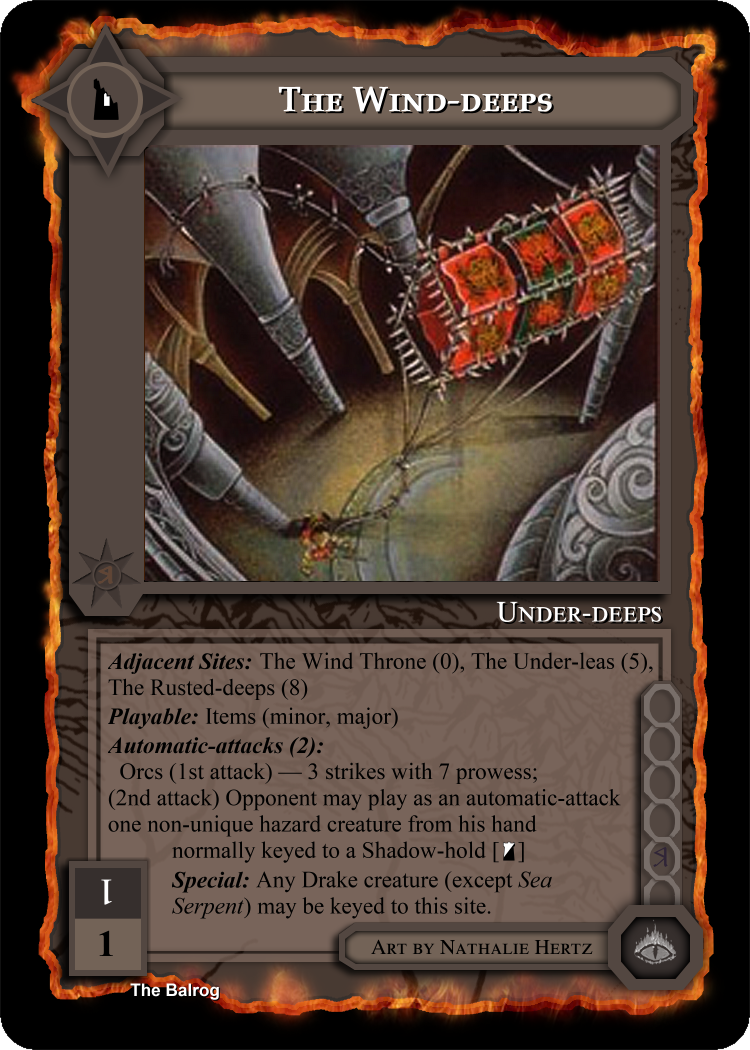 The Wind-deeps
Under-deeps
Adjacent Sites: The Wind Throne (0), The Under-leas (5),
The Rusted-deeps (8)
Playable: Items (minor, major)
Automatic-attacks (2):
Orcs (1st attack) — 3 strikes with 7 prowess;
(2nd attack) Opponent may play as an automatic-attack
one non-unique hazard creature from his hand
normally keyed to a Shadow-hold [ ]
Special: Any Drake creature (except Sea
Serpent) may be keyed to this site.
1
Art by Nathalie Hertz
The Balrog